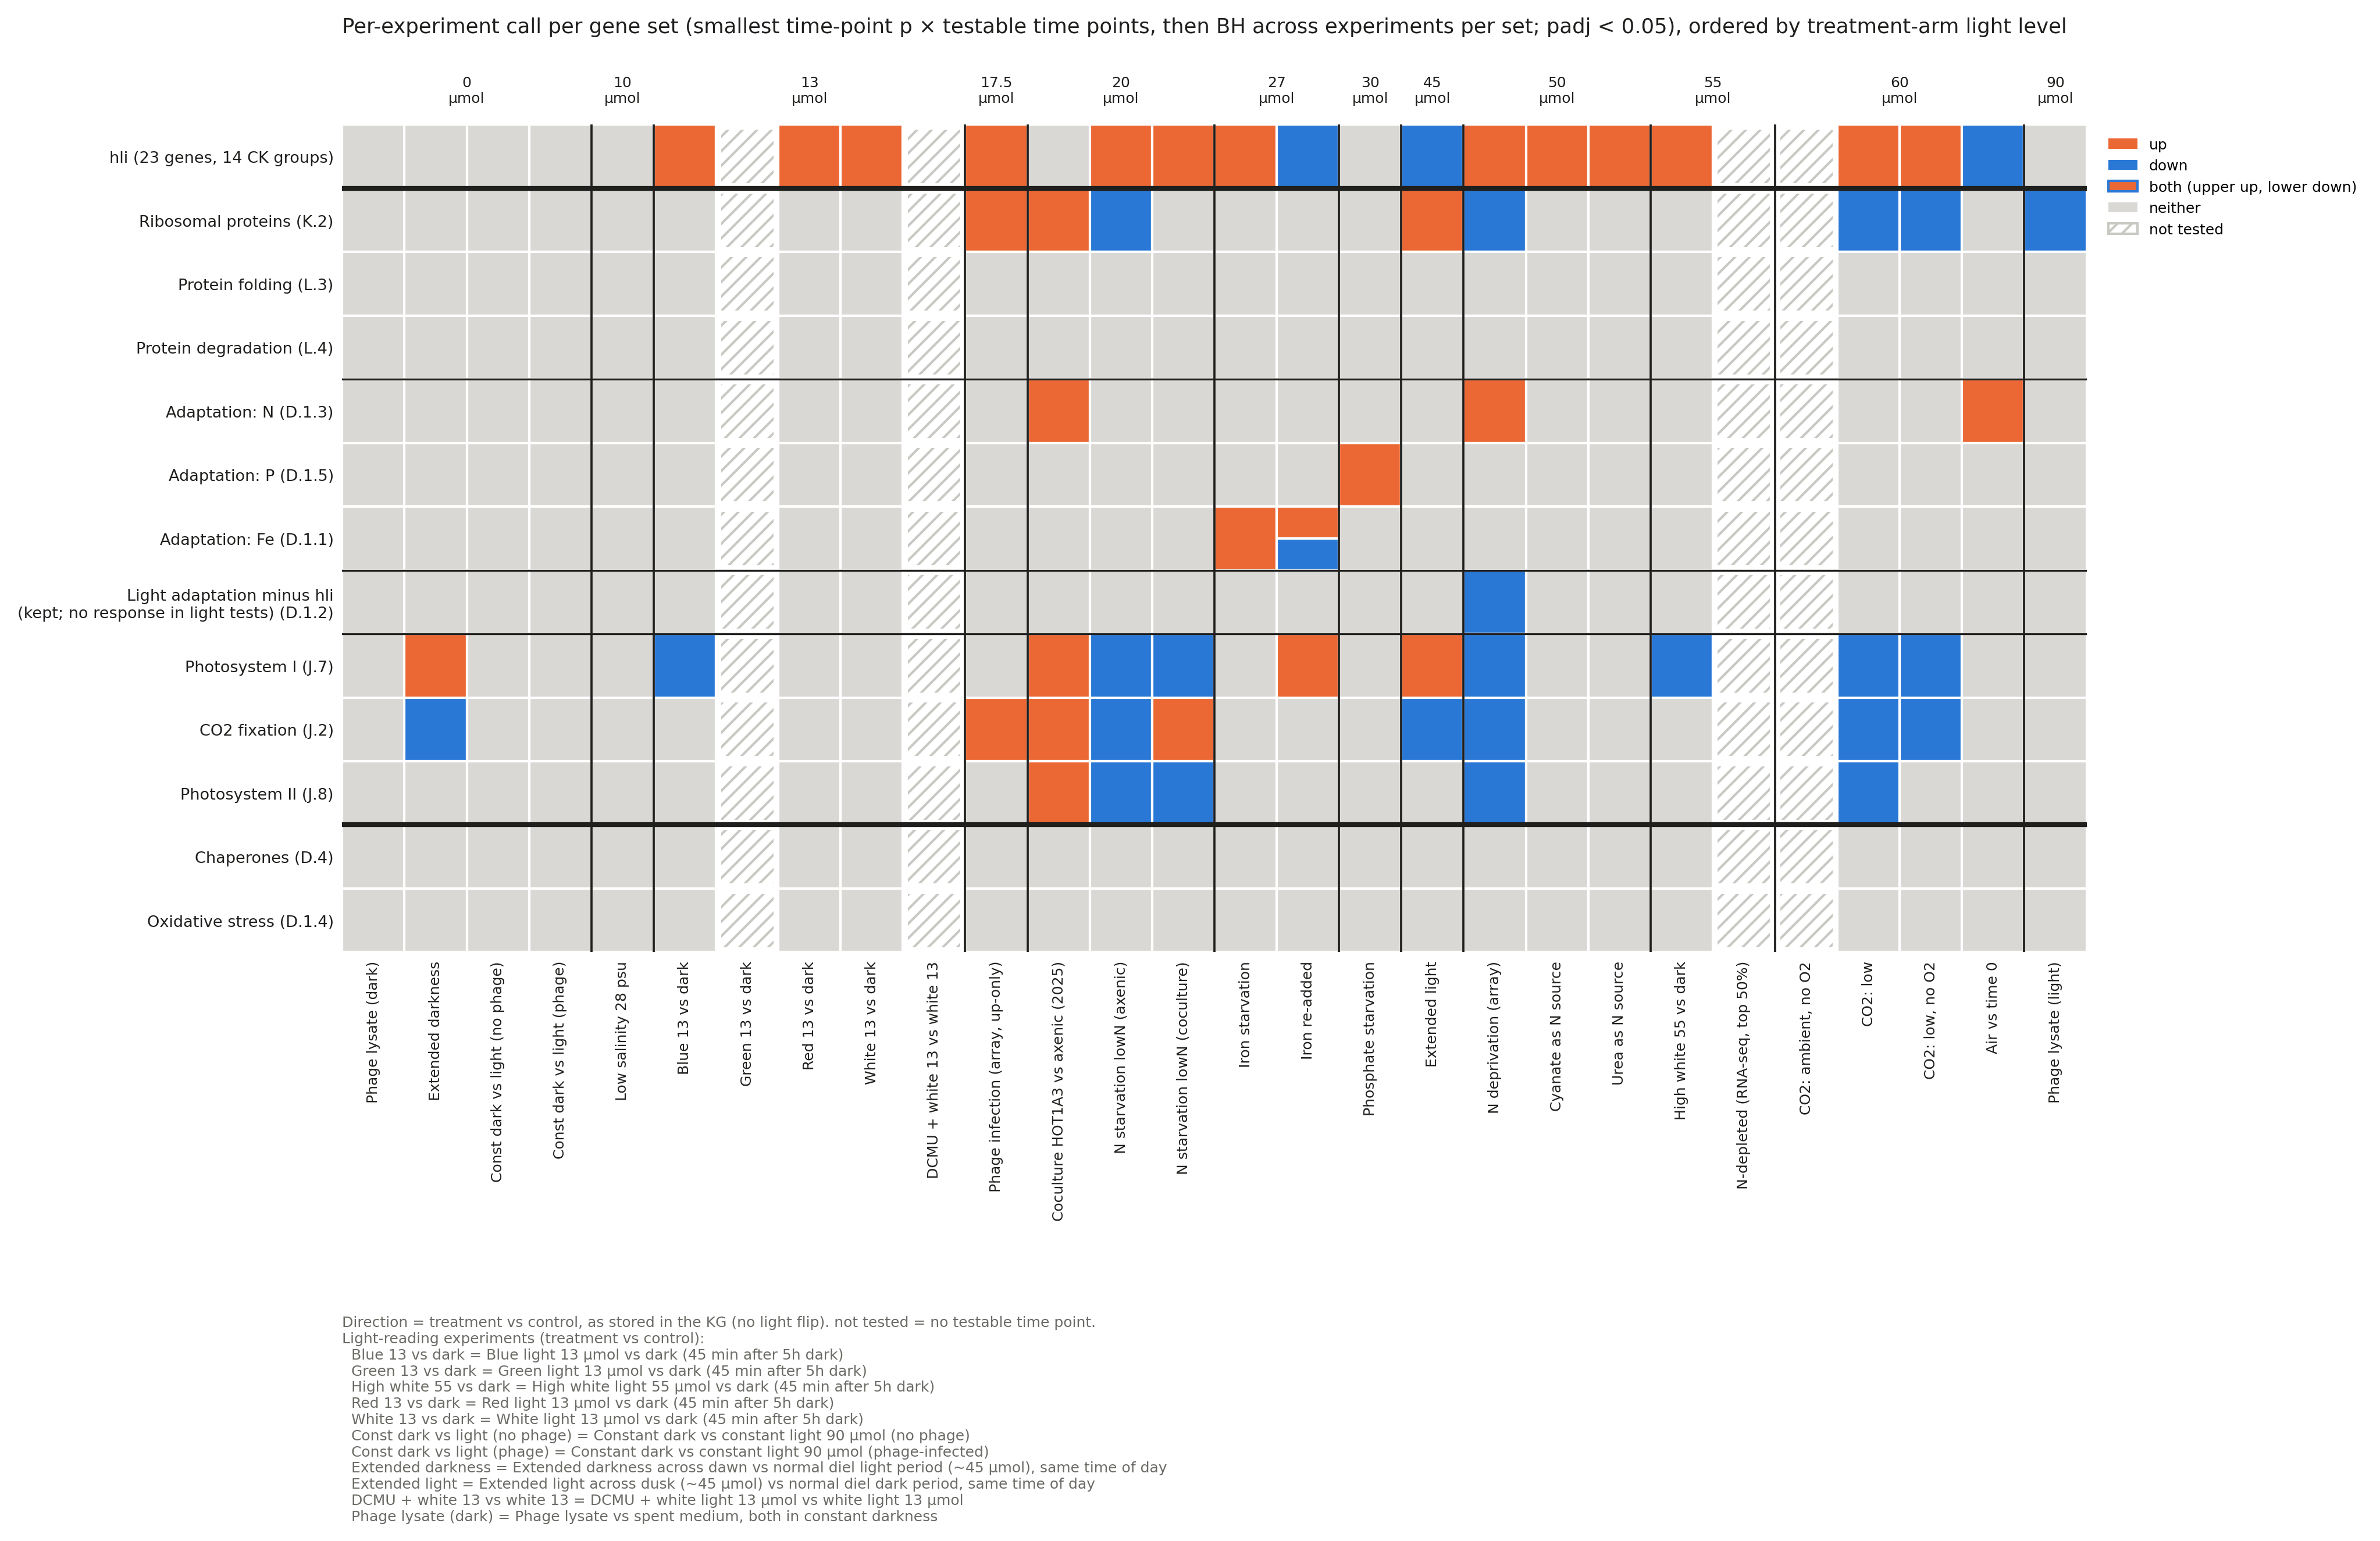 Per-experiment call per gene set (smallest time-point p × testable time points, then BH across experiments per set; padj < 0.05), ordered by treatment-arm light level
0 µmol
10 µmol
13 µmol
17.5 µmol
20 µmol
27 µmol
30 µmol
45 µmol
50 µmol
55 µmol
60 µmol
90 µmol
up
down
both (upper up, lower down)
neither
not tested
hli (23 genes, 14 CK groups)
Ribosomal proteins (K.2)
Protein folding (L.3)
Protein degradation (L.4)
Adaptation: N (D.1.3)
Adaptation: P (D.1.5)
Adaptation: Fe (D.1.1)
Light adaptation minus hli
(kept; no response in light tests) (D.1.2)
Photosystem I (J.7)
CO2 fixation (J.2)
Photosystem II (J.8)
Chaperones (D.4)
Oxidative stress (D.1.4)
Phage lysate (dark)
Extended darkness
Const dark vs light (no phage)
Const dark vs light (phage)
Low salinity 28 psu
Blue 13 vs dark
Green 13 vs dark
Red 13 vs dark
White 13 vs dark
DCMU + white 13 vs white 13
Phage infection (array, up-only)
Coculture HOT1A3 vs axenic (2025)
N starvation lowN (axenic)
N starvation lowN (coculture)
Iron starvation
Iron re-added
Phosphate starvation
Extended light
N deprivation (array)
Cyanate as N source
Urea as N source
High white 55 vs dark
N-depleted (RNA-seq, top 50%)
CO2: ambient, no O2
CO2: low
CO2: low, no O2
Air vs time 0
Phage lysate (light)
Direction = treatment vs control, as stored in the KG (no light flip). not tested = no testable time point.
Light-reading experiments (treatment vs control):
Blue 13 vs dark = Blue light 13 µmol vs dark (45 min after 5h dark)
Green 13 vs dark = Green light 13 µmol vs dark (45 min after 5h dark)
High white 55 vs dark = High white light 55 µmol vs dark (45 min after 5h dark)
Red 13 vs dark = Red light 13 µmol vs dark (45 min after 5h dark)
White 13 vs dark = White light 13 µmol vs dark (45 min after 5h dark)
Const dark vs light (no phage) = Constant dark vs constant light 90 µmol (no phage)
Const dark vs light (phage) = Constant dark vs constant light 90 µmol (phage-infected)
Extended darkness = Extended darkness across dawn vs normal diel light period (~45 µmol), same time of day
Extended light = Extended light across dusk (~45 µmol) vs normal diel dark period, same time of day
DCMU + white 13 vs white 13 = DCMU + white light 13 µmol vs white light 13 µmol
Phage lysate (dark) = Phage lysate vs spent medium, both in constant darkness